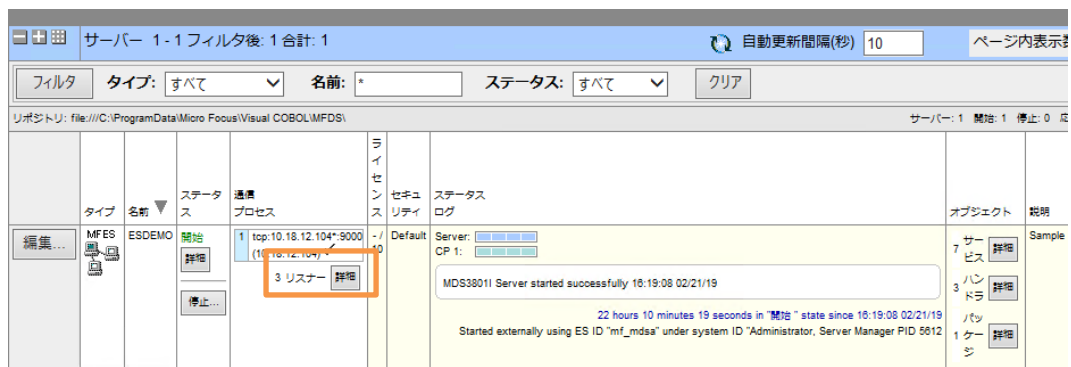 サーバー 1 - 1 フィルタ後: 1 合計: 1
自動更新間隔(秒) 10
ページ内表示
フィルタ タイプ: すべて 名前: * ステータス: すべて クリア
リポジトリ: file:///C:\ProgramData\Micro Focus\Visual COBOL\MFDS\
サーバー: 1 開始: 1 停止: 0
タイプ
名前
ステータス
通信プロセス
ライセンス
セキュリティ
ステータスログ
オブジェクト
説明
編集...
MFES
ESDEMO
開始
詳細
停止...
1 tcp:10.18.12.104*:9000
(10.18.12.104)
3 リスナー 詳細
- / 10
Default
Server:
CP 1:
MDS3801I Server started successfully 16:19:08 02/21/19
22 hours 10 minutes 19 seconds in "開始 " state since 16:19:08 02/21/19
Started externally using ES ID "mf_mdsa" under system ID "Administrator, Server Manager PID 5612
7 サービス 詳細
3 ハンドラ 詳細
1 パッケージ 詳細
Sample